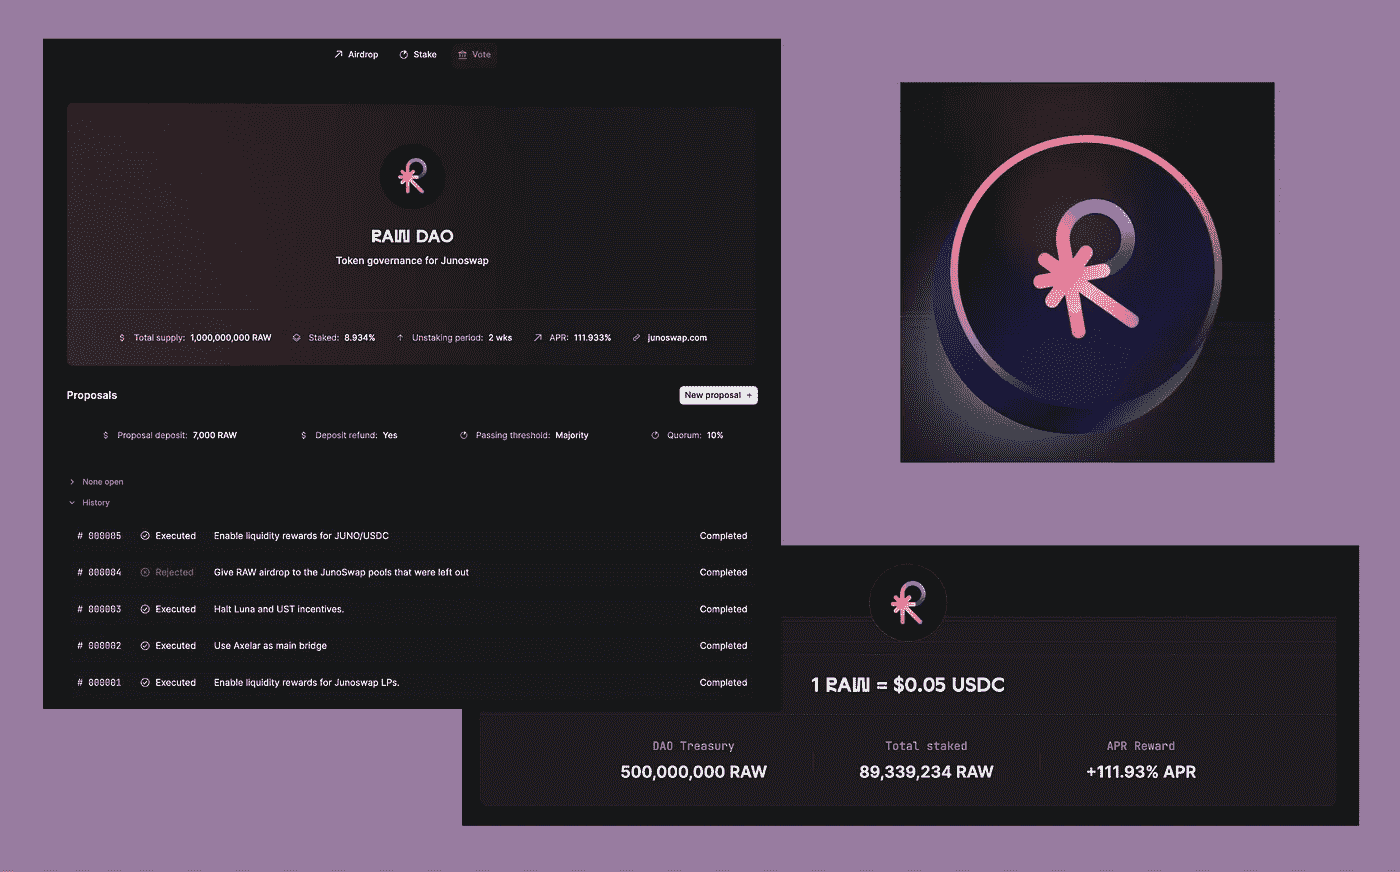 Airdrop Stake Vote
RAW DAO
Token governance for Junoswap
Total supply: 1,000,000,000 RAW Staked: 8.934% Unstaking period: 2 wks APR: 111.933% junoswap.com
Proposals New proposal +
Proposal deposit: 7,000 RAW Deposit refund: Yes Passing threshold: Majority Quorum: 10%
None open
History
# 000005 Executed Enable liquidity rewards for JUNO/USDC Completed
# 000004 Rejected Give RAW airdrop to the JunoSwap pools that were left out Completed
# 000003 Executed Halt Luna and UST incentives. Completed
# 000002 Executed Use Axelar as main bridge Completed
# 000001 Executed Enable liquidity rewards for Junoswap LPs. Completed
1 RAW = $0.05 USDC
DAO Treasury Total staked APR Reward
500,000,000 RAW 89,339,234 RAW +111.93% APR